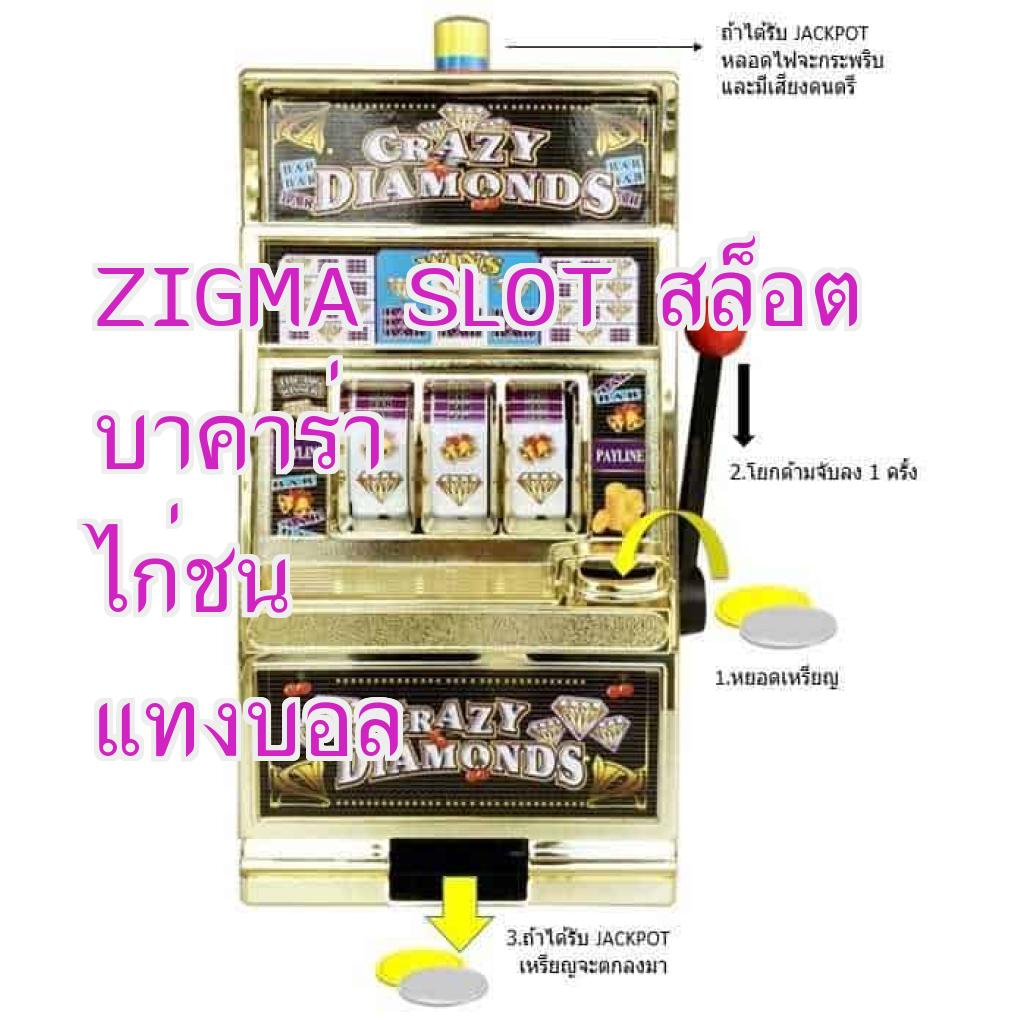 ถ้าได้รับ JACKPOT
หลอดไฟจะกระพริบ
และมีเสียงดนตรี
CRAZY
DIAMONDS
BAR
BAR
BAR
WINS
ZIGMA SLOT สล็อต
บาคาร่า
ไก่ชน
แทงบอล
BAR
PAYLINE
2.โยกด้ามจับลง 1 ครั้ง
1.หยอดเหรียญ
CRAZY
DIAMONDS
3.ถ้าได้รับ JACKPOT
เหรียญจะตกลงมา